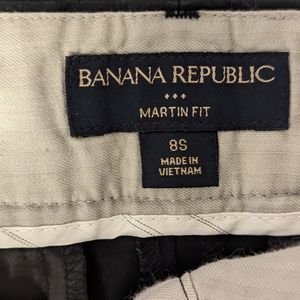 BANANA REPUBLIC
MARTIN FIT
8S
MADE IN
VIETNAM